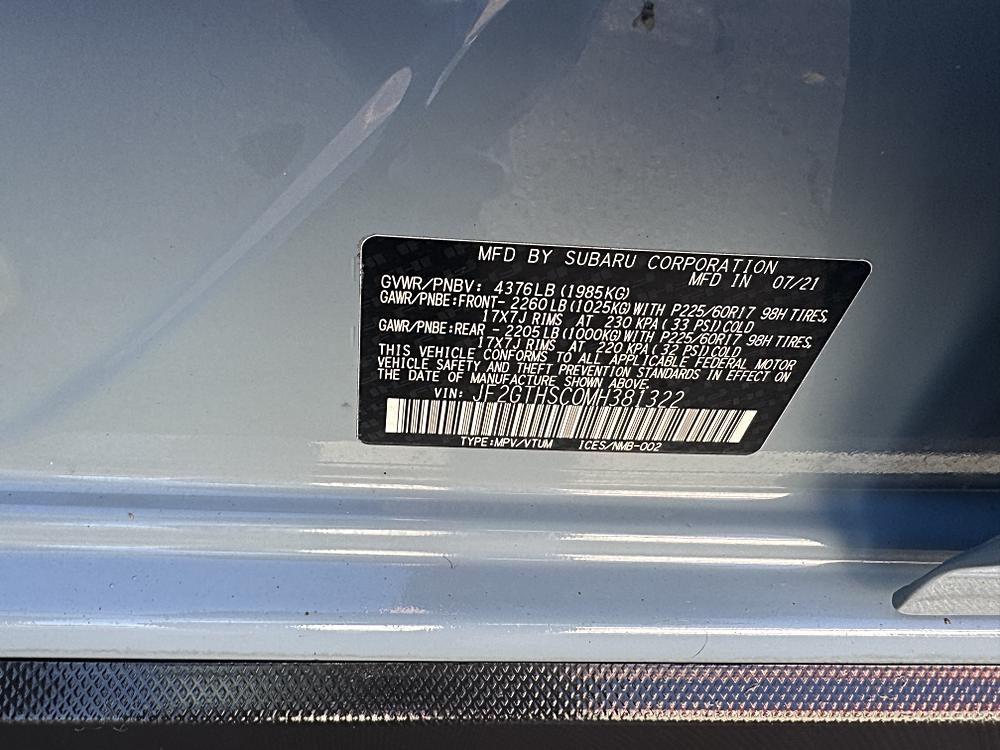 MFD BY SUBARU CORPORATION
MFD IN 07/21
GVWR/PNBV: 4376LB (1985KG)
GAWR/PNBE:FRONT- 2260LB (1025KG) WITH P225/60R17 98H TIRES,
17x7J RIMS AT 230 KPA (33 PSI) COLD
GAWR/PNBE:REAR - 2205LB (1000KG) WITH P225/60R17 98H TIRES,
17x7J RIMS AT 220 KPA (32 PSI) COLD
THIS VEHICLE CONFORMS TO ALL APPLICABLE FEDERAL MOTOR
VEHICLE SAFETY AND THEFT PREVENTION STANDARDS IN EFFECT ON
THE DATE OF MANUFACTURE SHOWN ABOVE.
VIN: JF2GTHSC0MH381322
TYPE:MPV/VTUM ICES/NMB-002